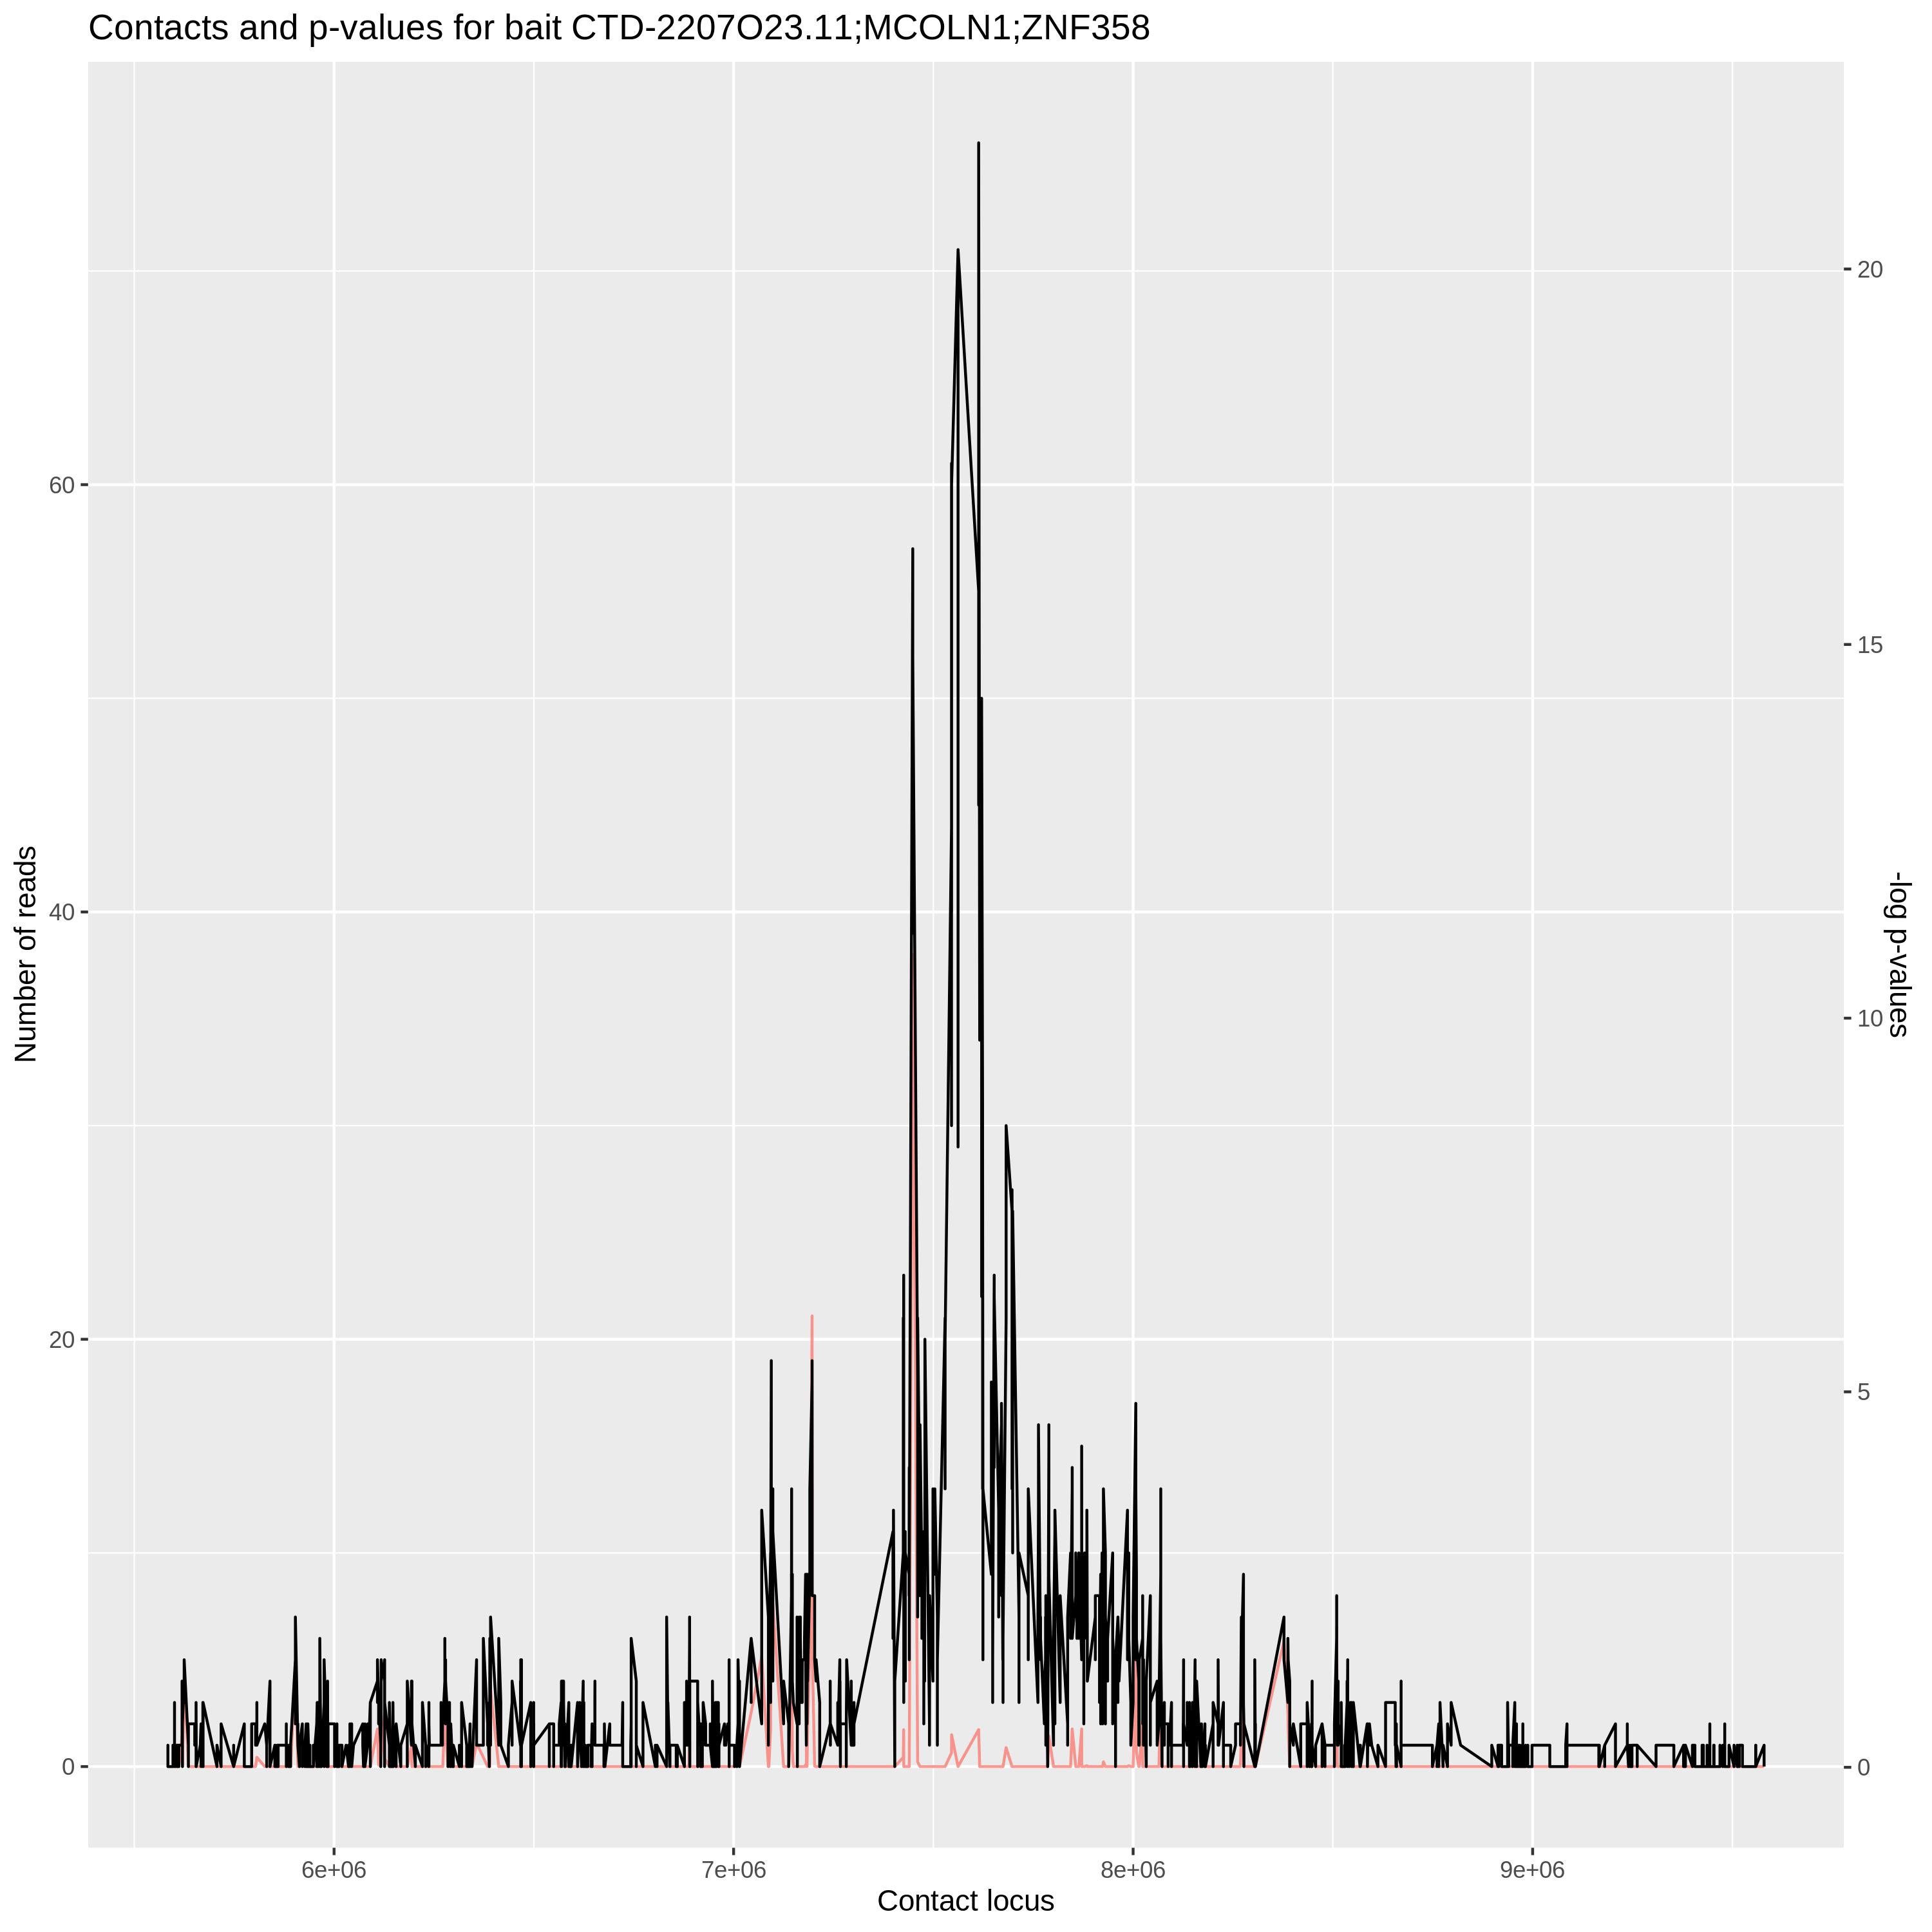 Contacts and p-values for bait CTD-2207O23.11;MCOLN1;ZNF358
Number of reads
60
40
20
0
20
15
10
5
0
-log p-values
6e+06
7e+06
8e+06
9e+06
Contact locus